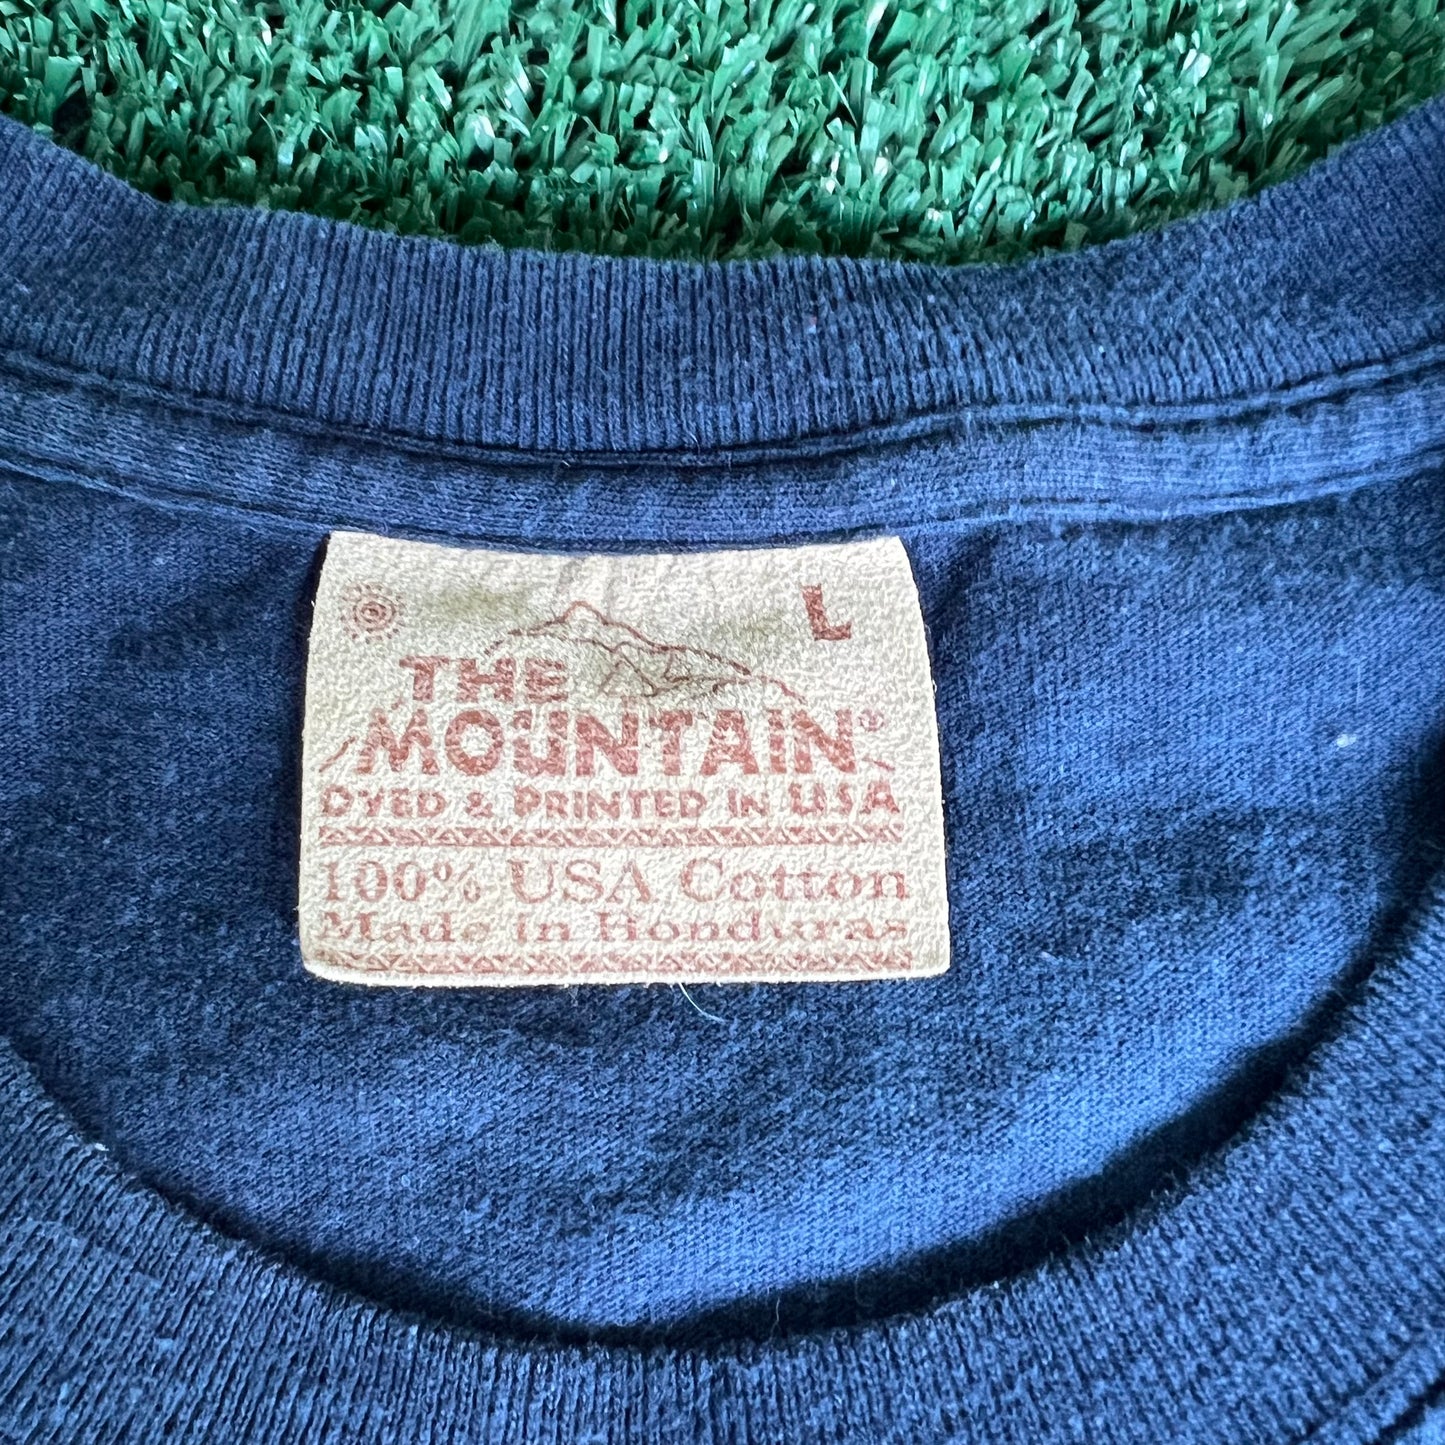 L
THE
MOUNTAIN®
DYED & PRINTED IN USA
100% USA Cotton
Made in Honduras